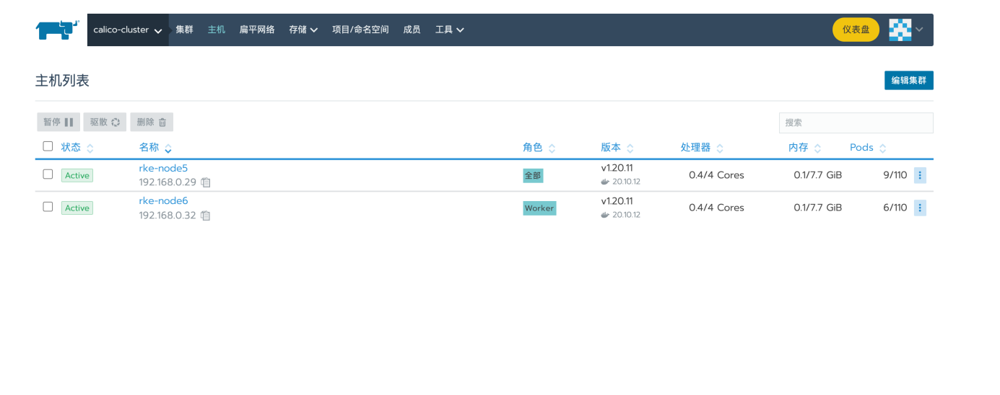 calico-cluster 集群 主机 扁平网络 存储 项目/命名空间 成员 工具 仪表盘
主机列表 编辑集群
暂停 驱散 删除 搜索
状态 名称 角色 版本 处理器 内存 Pods
Active rke-node5 全部 v1.20.11 0.4/4 Cores 0.1/7.7 GiB 9/110
192.168.0.29 20.10.12
Active rke-node6 Worker v1.20.11 0.4/4 Cores 0.1/7.7 GiB 6/110
192.168.0.32 20.10.12